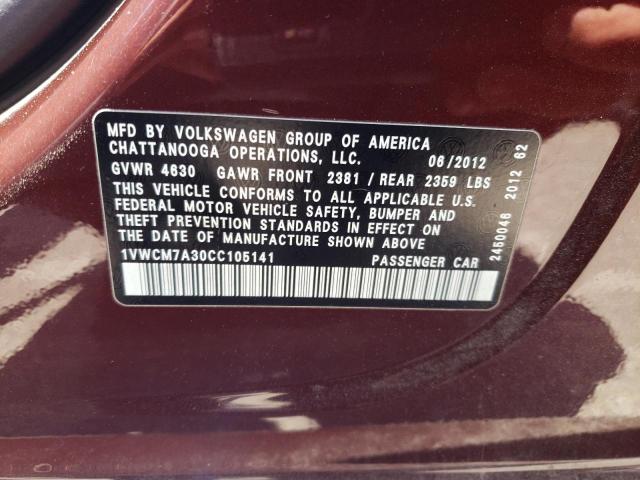 MFD BY VOLKSWAGEN GROUP OF AMERICA
CHATTANOOGA OPERATIONS, LLC. 06/2012
GVWR 4630 GAWR FRONT 2381 / REAR 2359 LBS
THIS VEHICLE CONFORMS TO ALL APPLICABLE U.S.
FEDERAL MOTOR VEHICLE SAFETY, BUMPER AND
THEFT PREVENTION STANDARDS IN EFFECT ON
THE DATE OF MANUFACTURE SHOWN ABOVE
1VWCM7A30CC105141 PASSENGER CAR
2450046 2012 62